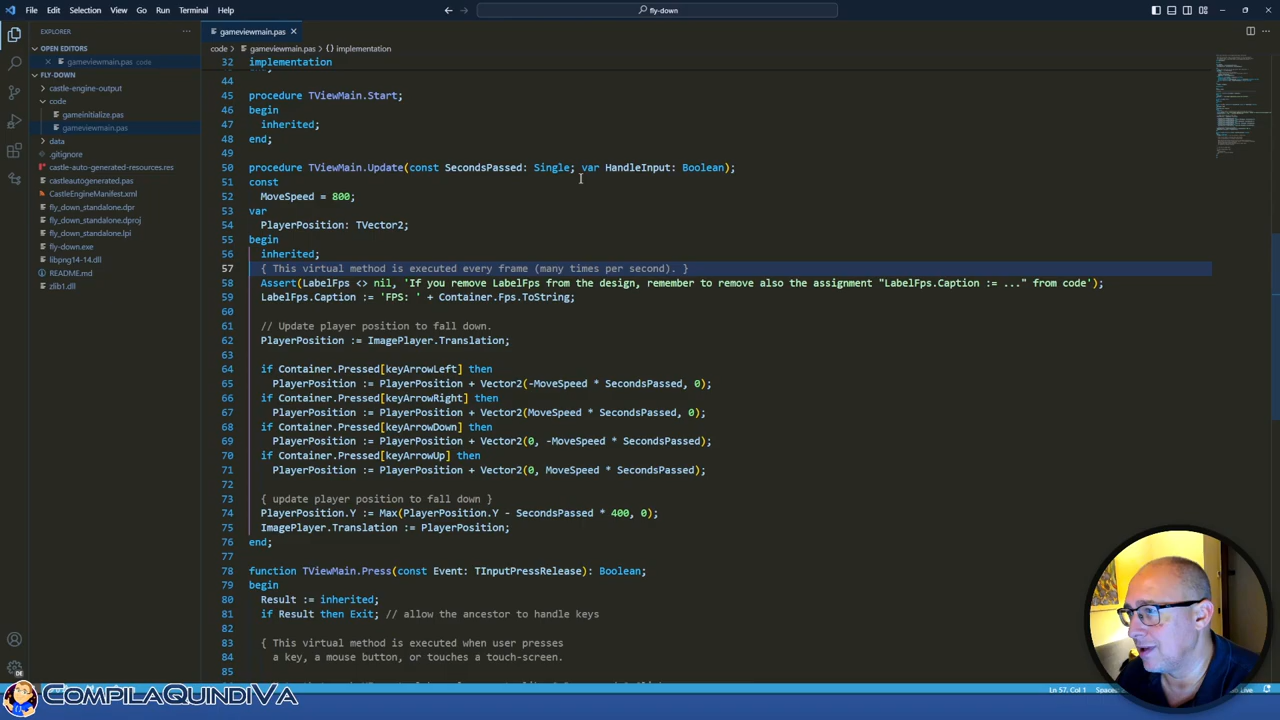 File Edit Selection View Go Run Terminal Help
fly-down
EXPLORER
OPEN EDITORS
gameviewmain.pas code
FLY-DOWN
castle-engine-output
code
gameinitialize.pas
gameviewmain.pas
data
.gitignore
castle-auto-generated-resources.res
castleautogenerated.pas
CastleEngineManifest.xml
fly_down_standalone.dpr
fly_down_standalone.dproj
fly_down_standalone.lpi
fly-down.exe
libpng14-14.dll
README.md
zlib1.dll
gameviewmain.pas
code > gameviewmain.pas > {} implementation
32 implementation
44
45 procedure TViewMain.Start;
46 begin
47 inherited;
48 end;
49
50 procedure TViewMain.Update(const SecondsPassed: Single; var HandleInput: Boolean);
51 const
52 MoveSpeed = 800;
53 var
54 PlayerPosition: TVector2;
55 begin
56 inherited;
57 { This virtual method is executed every frame (many times per second). }
58 Assert(LabelFps <> nil, 'If you remove LabelFps from the design, remember to remove also the assignment "LabelFps.Caption := ..." from code');
59 LabelFps.Caption := 'FPS: ' + Container.Fps.ToString;
60
61 // Update player position to fall down.
62 PlayerPosition := ImagePlayer.Translation;
63
64 if Container.Pressed[keyArrowLeft] then
65 PlayerPosition := PlayerPosition + Vector2(-MoveSpeed * SecondsPassed, 0);
66 if Container.Pressed[keyArrowRight] then
67 PlayerPosition := PlayerPosition + Vector2(MoveSpeed * SecondsPassed, 0);
68 if Container.Pressed[keyArrowDown] then
69 PlayerPosition := PlayerPosition + Vector2(0, -MoveSpeed * SecondsPassed);
70 if Container.Pressed[keyArrowUp] then
71 PlayerPosition := PlayerPosition + Vector2(0, MoveSpeed * SecondsPassed);
72
73 { update player position to fall down }
74 PlayerPosition.Y := Max(PlayerPosition.Y - SecondsPassed * 400, 0);
75 ImagePlayer.Translation := PlayerPosition;
76 end;
77
78 function TViewMain.Press(const Event: TInputPressRelease): Boolean;
79 begin
80 Result := inherited;
81 if Result then Exit; // allow the ancestor to handle keys
82
83 { This virtual method is executed when user presses
84 a key, a mouse button, or touches a touch-screen.
85
COMPILAQUINDIVA
Ln 57, Col 1